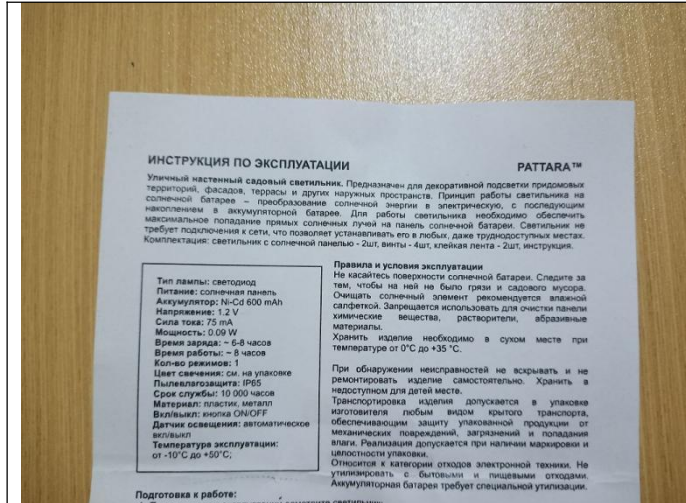 ИНСТРУКЦИЯ ПО ЭКСПЛУАТАЦИИ PATTARA™
Уличный настенный садовый светильник. Предназначен для декоративной подсветки придомовых
территорий, фасадов, террасы и других наружных пространств. Принцип работы светильника на
солнечной батарее – преобразование солнечной энергии в электрическую, с последующим
накоплением в аккумуляторной батарее. Для работы светильника необходимо обеспечить
максимальное попадание прямых солнечных лучей на панель солнечной батареи. Светильник не
требует подключения к сети, что позволяет устанавливать его в любых, даже труднодоступных местах.
Комплектация: светильник с солнечной панелью - 2шт, винты - 4шт, клейкая лента - 2шт, инструкция.
Тип лампы: светодиод
Питание: солнечная панель
Аккумулятор: Ni-Cd 600 mAh
Напряжение: 1.2 V
Сила тока: 75 mA
Мощность: 0.09 W
Время заряда: ~ 6-8 часов
Время работы: ~ 8 часов
Кол-во режимов: 1
Цвет свечения: см. на упаковке
Пылевлагозащита: IP65
Срок службы: 10 000 часов
Материал: пластик, металл
Вкл/выкл: кнопка ON/OFF
Датчик освещения: автоматическое
вкл/выкл
Температура эксплуатации:
от -10°C до +50°C;
Правила и условия эксплуатации
Не касайтесь поверхности солнечной батареи. Следите за
тем, чтобы на ней не было грязи и садового мусора.
Очищать солнечный элемент рекомендуется влажной
салфеткой. Запрещается использовать для очистки панели
химические вещества, растворители, абразивные
материалы.
Хранить изделие необходимо в сухом месте при
температуре от 0°C до +35 °C.
При обнаружении неисправностей не вскрывать и не
ремонтировать изделие самостоятельно. Хранить в
недоступном для детей месте.
Транспортировка изделия допускается в упаковке
изготовителя любым видом крытого транспорта,
обеспечивающим защиту упакованной продукции от
механических повреждений, загрязнений и попадания
влаги. Реализация допускается при наличии маркировки и
целостности упаковки.
Относится к категории отходов электронной техники. Не
утилизировать с бытовыми и пищевыми отходами.
Аккумуляторная батарея требует специальной утилизации.
Подготовка к работе: